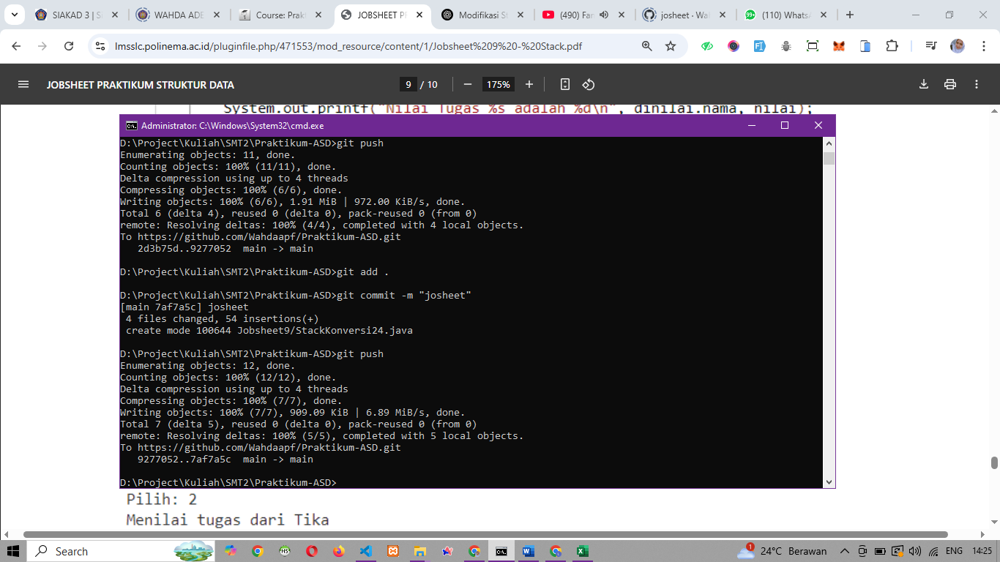 SIAKAD 3 | S
WAHDA ADE
Course: Prakt
JOBSHEET PR
Modifikasi St
(490) Far
josheet · Wa
99+
(110) Whats
lmsslc.polinema.ac.id/pluginfile.php/471553/mod_resource/content/1/Jobsheet%209%20-%20Stack.pdf
JOBSHEET PRAKTIKUM STRUKTUR DATA
9 / 10
175%
System.out.printf("Nilai Tugas %s adalah %d\n", dinilai.nama, nilai);
Administrator: C:\Windows\System32\cmd.exe
D:\Project\Kuliah\SMT2\Praktikum-ASD>git push
Enumerating objects: 11, done.
Counting objects: 100% (11/11), done.
Delta compression using up to 4 threads
Compressing objects: 100% (6/6), done.
Writing objects: 100% (6/6), 1.91 MiB | 972.00 KiB/s, done.
Total 6 (delta 4), reused 0 (delta 0), pack-reused 0 (from 0)
remote: Resolving deltas: 100% (4/4), completed with 4 local objects.
To https://github.com/Wahdaapf/Praktikum-ASD.git
2d3b75d..9277052  main -> main
D:\Project\Kuliah\SMT2\Praktikum-ASD>git add .
D:\Project\Kuliah\SMT2\Praktikum-ASD>git commit -m "josheet"
[main 7af7a5c] josheet
4 files changed, 54 insertions(+)
create mode 100644 Jobsheet9/StackKonversi24.java
D:\Project\Kuliah\SMT2\Praktikum-ASD>git push
Enumerating objects: 12, done.
Counting objects: 100% (12/12), done.
Delta compression using up to 4 threads
Compressing objects: 100% (7/7), done.
Writing objects: 100% (7/7), 909.09 KiB | 6.89 MiB/s, done.
Total 7 (delta 5), reused 0 (delta 0), pack-reused 0 (from 0)
remote: Resolving deltas: 100% (5/5), completed with 5 local objects.
To https://github.com/Wahdaapf/Praktikum-ASD.git
9277052..7af7a5c  main -> main
D:\Project\Kuliah\SMT2\Praktikum-ASD>
Pilih: 2
Menilai tugas dari Tika
Search
1
24°C Berawan
ENG
14:25